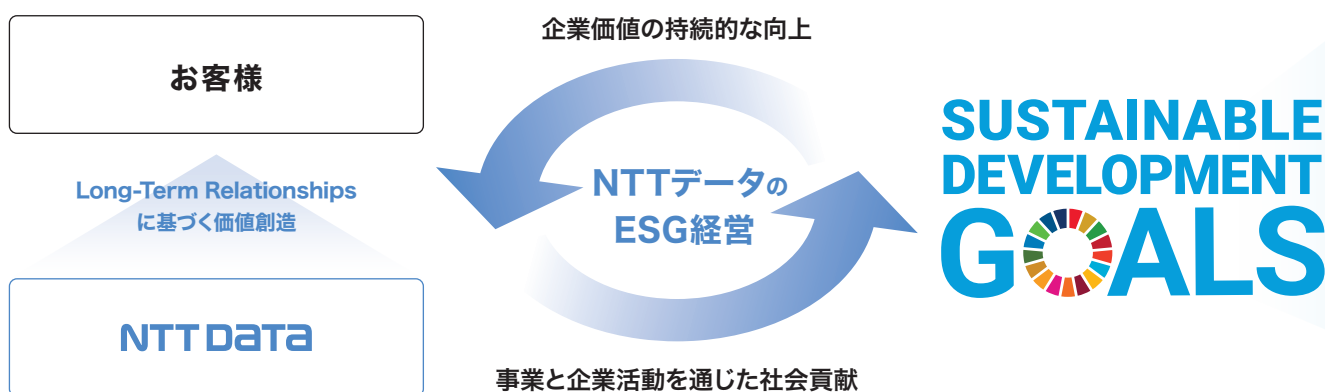 お客様
Long-Term Relationships
に基づく価値創造
NTT DATA
企業価値の持続的な向上
NTTデータの
ESG経営
事業と企業活動を通じた社会貢献
SUSTAINABLE
DEVELOPMENT
GOALS